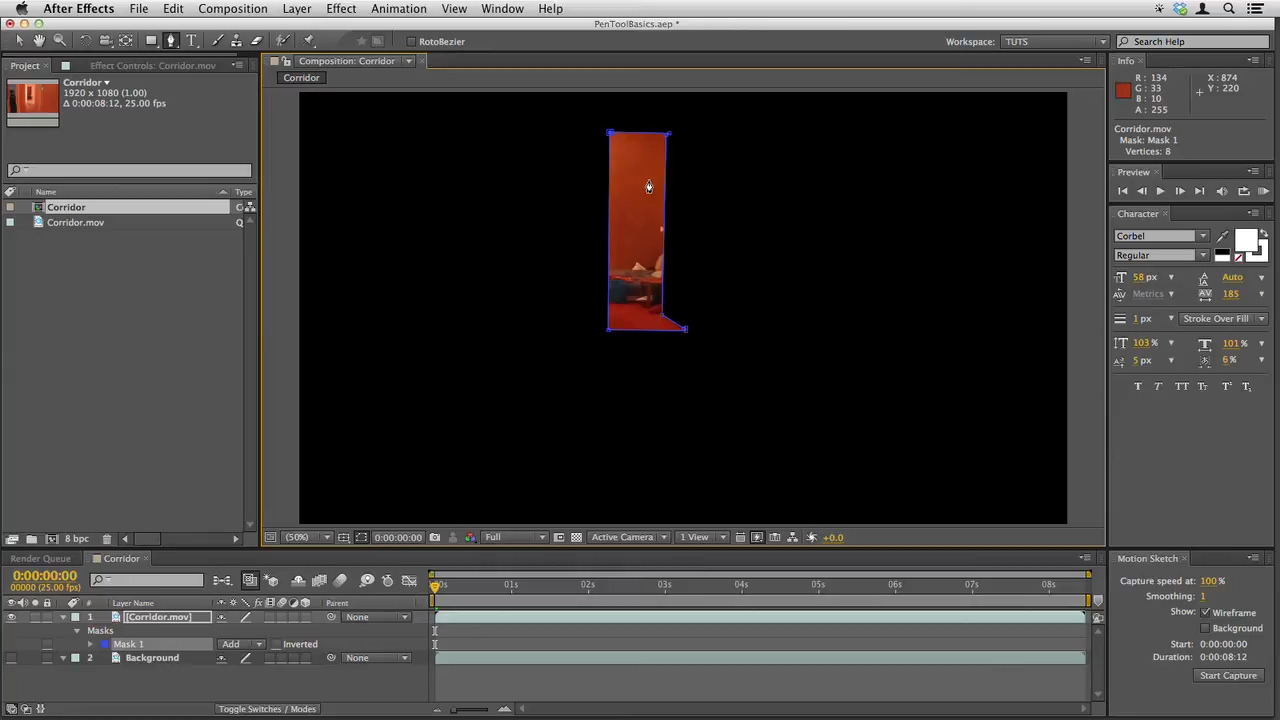 After Effects File Edit Composition Layer Effect Animation View Window Help
PenToolBasics.aep *
RotoBezier Workspace: TUTS Search Help
Project Effect Controls: Corridor.mov
Corridor
1920 x 1080 (1.00)
Δ 0:00:08:12, 25.00 fps
Name Type
Corridor C
Corridor.mov Q
8 bpc
Composition: Corridor
Corridor
(50%) 0:00:00:00 Full Active Camera 1 View +0.0
Info
R : 134 X : 874
G : 33 Y : 220
B : 10
A : 255
Corridor.mov
Mask: Mask 1
Vertices: 8
Preview
Character
Corbel
Regular
58 px Auto
Metrics 185
1 px Stroke Over Fill
103 % 101 %
5 px 6 %
T T TT Tr T¹ T₁
Render Queue Corridor
0:00:00:00
00000 (25.00 fps)
00s 01s 02s 03s 04s 05s 06s 07s 08s
# Layer Name Parent
1 [Corridor.mov] None
Masks
Mask 1 Add Inverted
2 Background None
Toggle Switches / Modes
Motion Sketch
Capture speed at: 100 %
Smoothing: 1
Show: Wireframe
Background
Start: 0:00:00:00
Duration: 0:00:08:12
Start Capture